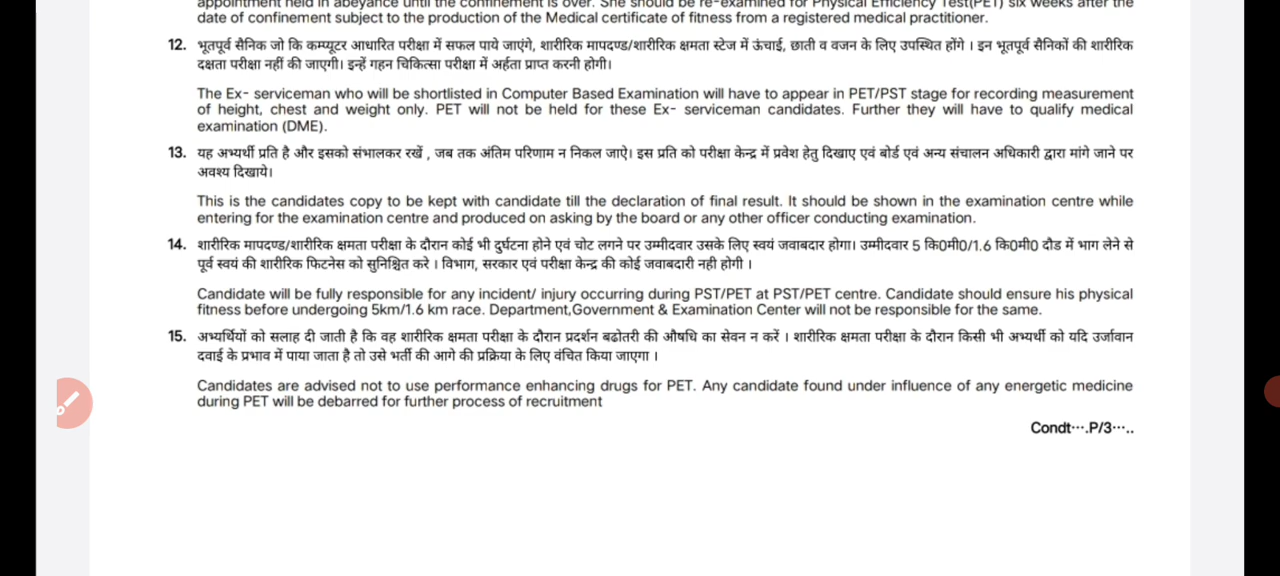 appointment held in abeyance until the confinement is over. She should be re-examined for Physical Efficiency Test(PET) six weeks after the
date of confinement subject to the production of the Medical certificate of fitness from a registered medical practitioner.
12. भूतपूर्व सैनिक जो कि कम्प्यूटर आधारित परीक्षा में सफल पाये जाएंगे, शारीरिक मापदण्ड/शारीरिक क्षमता स्टेज में ऊंचाई, छाती व वजन के लिए उपस्थित होंगे । इन भूतपूर्व सैनिकों की शारीरिक
दक्षता परीक्षा नहीं की जाएगी। इन्हें गहन चिकित्सा परीक्षा में अर्हता प्राप्त करनी होगी।
The Ex- serviceman who will be shortlisted in Computer Based Examination will have to appear in PET/PST stage for recording measurement
of height, chest and weight only. PET will not be held for these Ex- serviceman candidates. Further they will have to qualify medical
examination (DME).
13. यह अभ्यर्थी प्रति है और इसको संभालकर रखें , जब तक अंतिम परिणाम न निकल जाऐ। इस प्रति को परीक्षा केन्द्र में प्रवेश हेतु दिखाए एवं बोर्ड एवं अन्य संचालन अधिकारी द्वारा मांगे जाने पर
अवश्य दिखाये।
This is the candidates copy to be kept with candidate till the declaration of final result. It should be shown in the examination centre while
entering for the examination centre and produced on asking by the board or any other officer conducting examination.
14. शारीरिक मापदण्ड/शारीरिक क्षमता परीक्षा के दौरान कोई भी दुर्घटना होने एवं चोट लगने पर उम्मीदवार उसके लिए स्वयं जवाबदार होगा। उम्मीदवार 5 कि0मी0/1.6 कि0मी0 दौड में भाग लेने से
पूर्व स्वयं की शारीरिक फिटनेस को सुनिश्चित करे । विभाग, सरकार एवं परीक्षा केन्द्र की कोई जवाबदारी नही होगी ।
Candidate will be fully responsible for any incident/ injury occurring during PST/PET at PST/PET centre. Candidate should ensure his physical
fitness before undergoing 5km/1.6 km race. Department,Government & Examination Center will not be responsible for the same.
15. अभ्यर्थियों को सलाह दी जाती है कि वह शारीरिक क्षमता परीक्षा के दौरान प्रदर्शन बढोतरी की औषधि का सेवन न करें । शारीरिक क्षमता परीक्षा के दौरान किसी भी अभ्यर्थी को यदि उर्जावान
दवाई के प्रभाव में पाया जाता है तो उसे भर्ती की आगे की प्रक्रिया के लिए वंचित किया जाएगा ।
Candidates are advised not to use performance enhancing drugs for PET. Any candidate found under influence of any energetic medicine
during PET will be debarred for further process of recruitment
Condt···.P/3···..